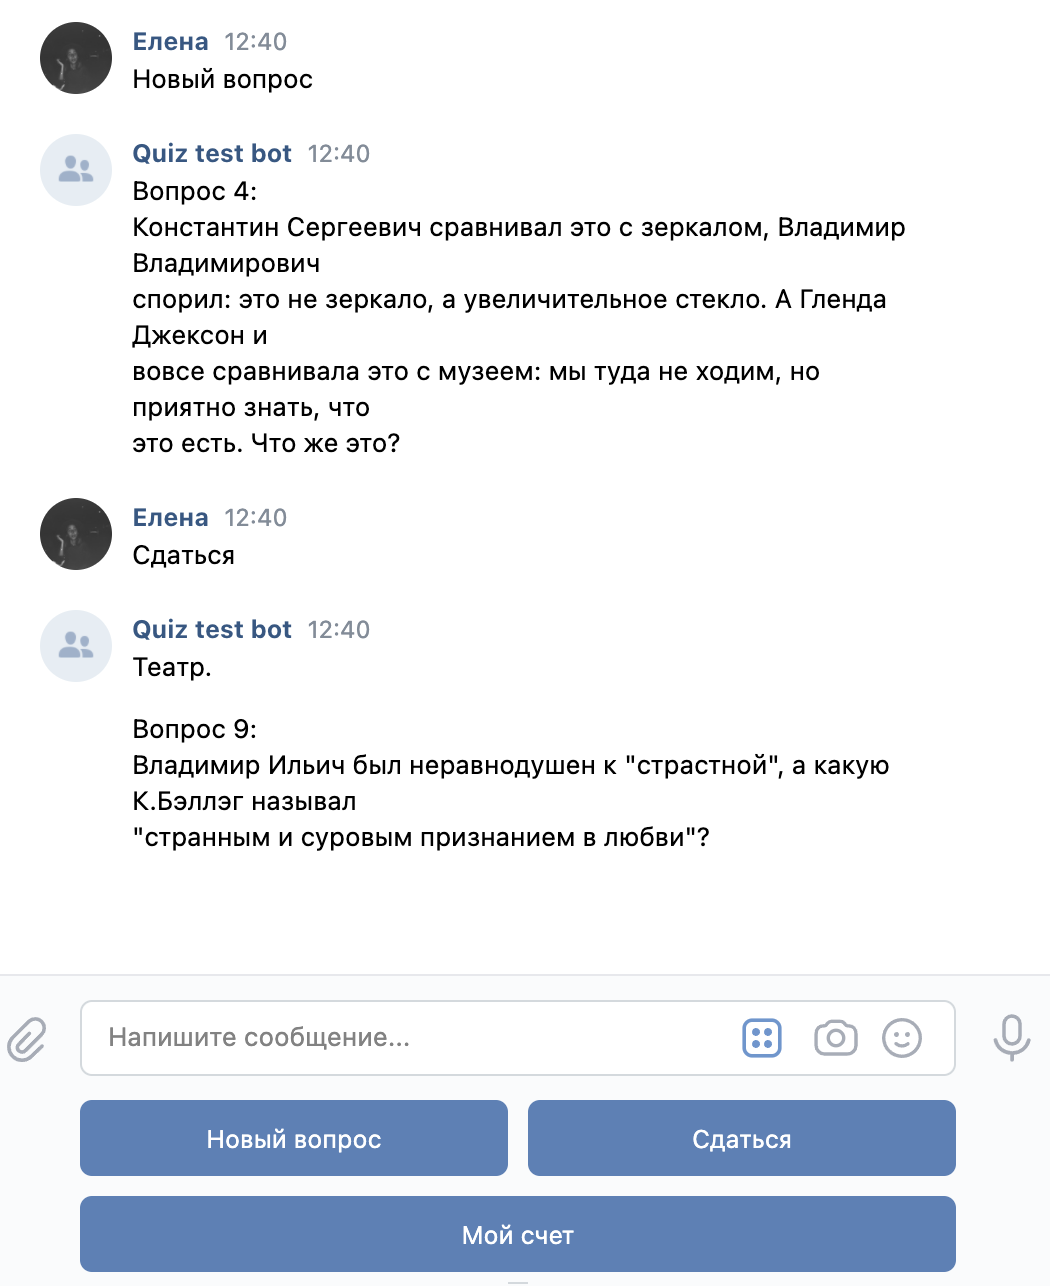 Елена 12:40
Новый вопрос
Quiz test bot 12:40
Вопрос 4:
Константин Сергеевич сравнивал это с зеркалом, Владимир
Владимирович
спорил: это не зеркало, а увеличительное стекло. А Гленда
Джексон и
вовсе сравнивала это с музеем: мы туда не ходим, но
приятно знать, что
это есть. Что же это?
Елена 12:40
Сдаться
Quiz test bot 12:40
Театр.
Вопрос 9:
Владимир Ильич был неравнодушен к "страстной", а какую
К.Бэллэг называл
"странным и суровым признанием в любви"?
Напишите сообщение...
Новый вопрос
Сдаться
Мой счет